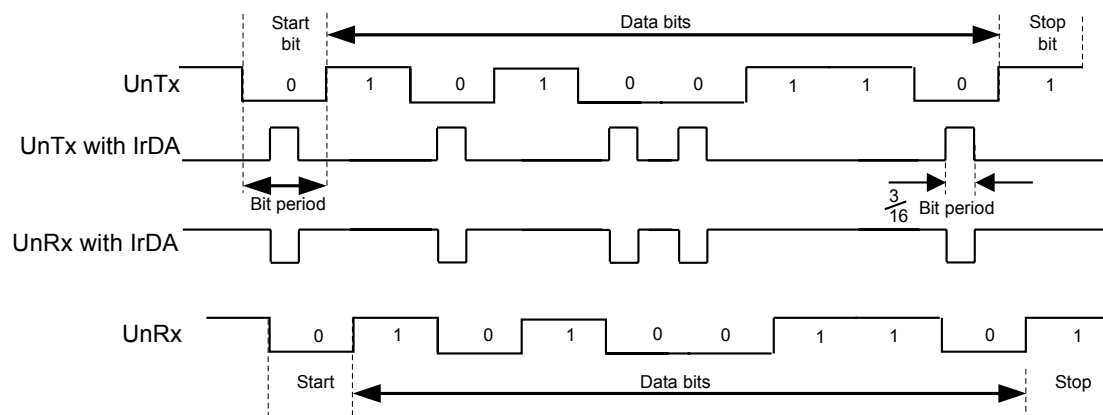 Start
bit
Data bits
Stop
bit
UnTx
0 1 0 1 0 0 1 1 0 1
UnTx with IrDA
Bit period
3/16 Bit period
UnRx with IrDA
UnRx
0 1 0 1 0 0 1 1 0 1
Start
Data bits
Stop